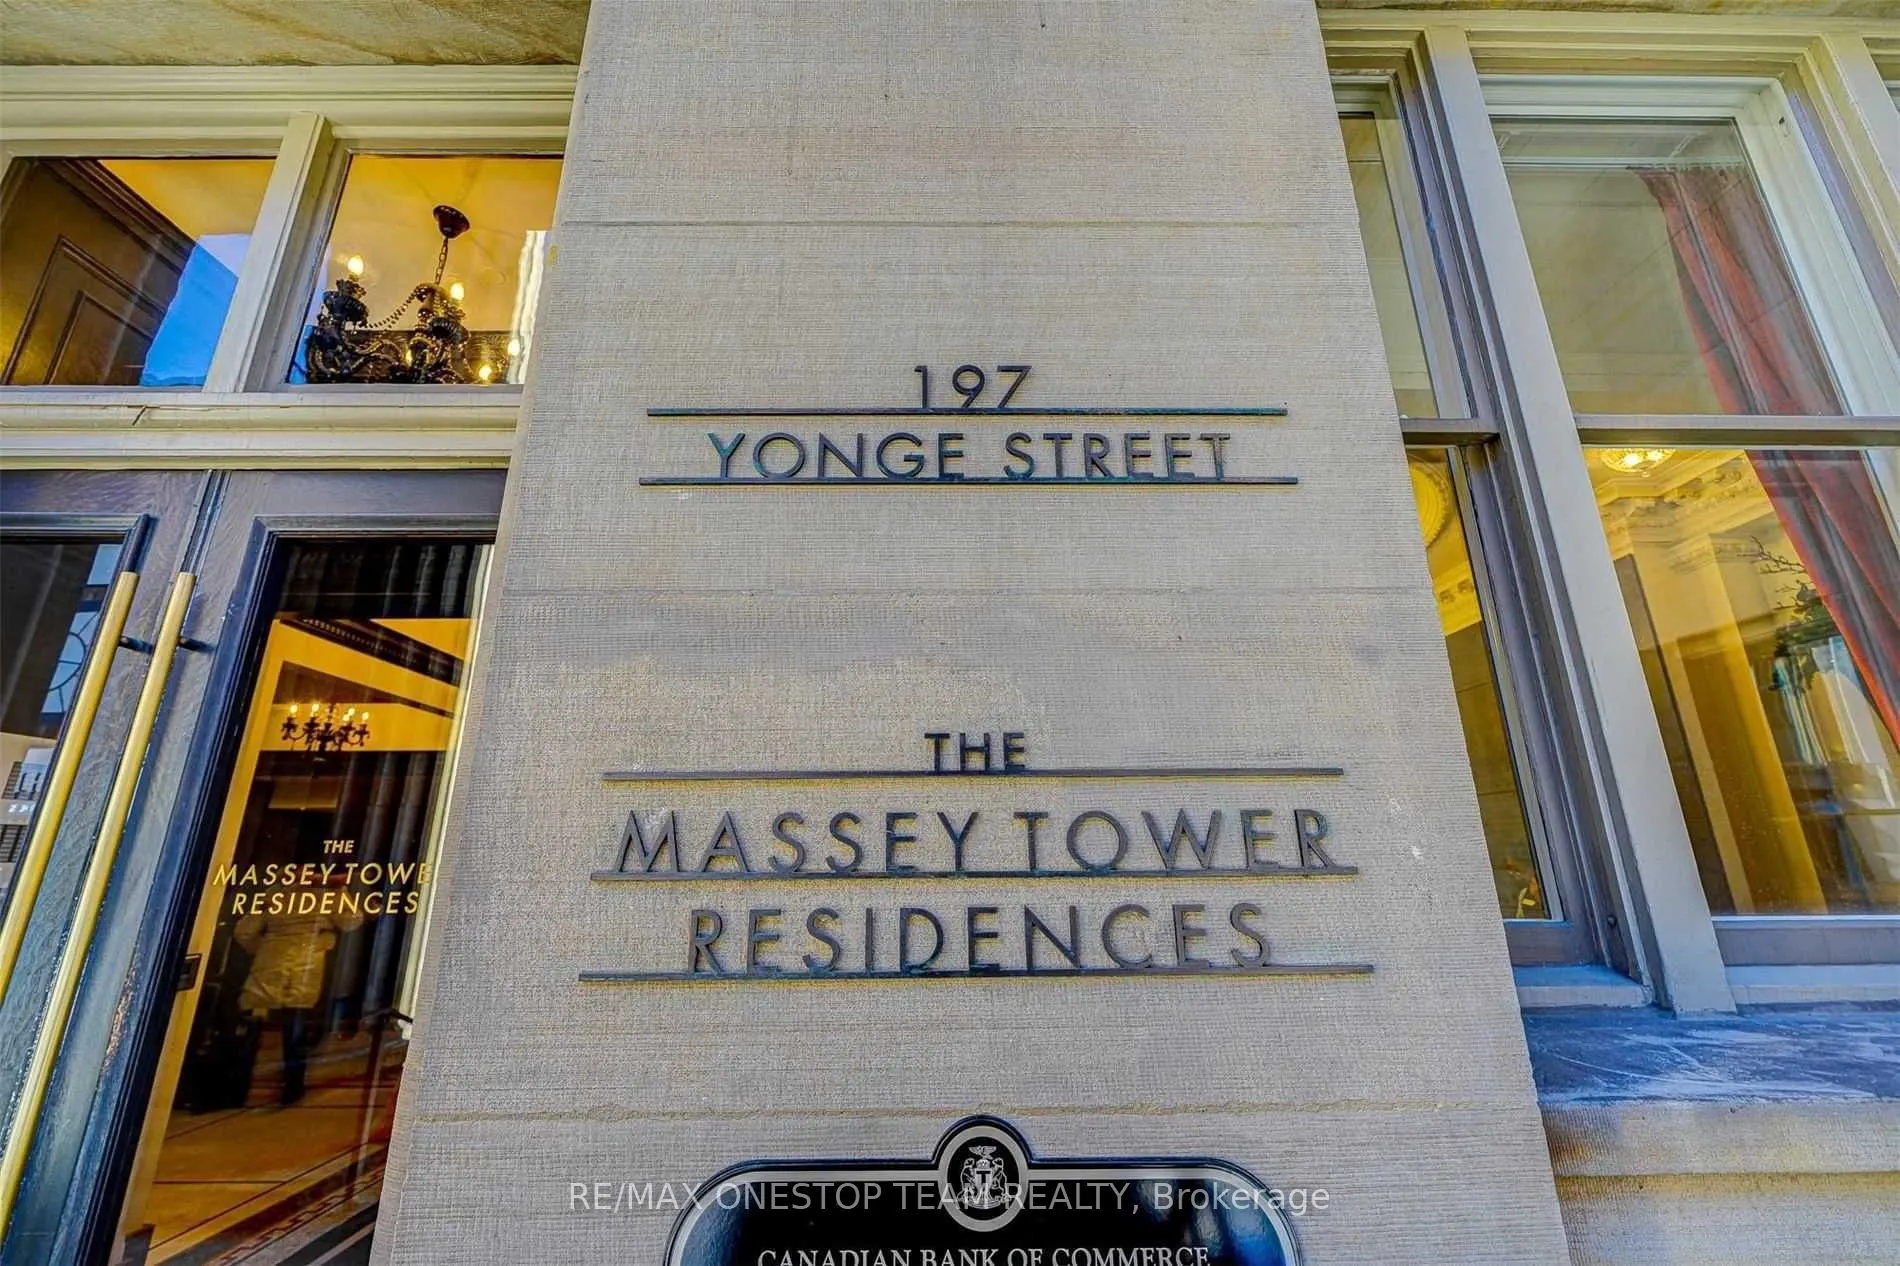 197
YONGE STREET
THE
MASSEY TOWER
RESIDENCES
THE
MASSEY TOWE
RESIDENCES
RE/MAX ONESTOP TEAM REALTY, Brokerage
CANADIAN BANK OF COMMERCE